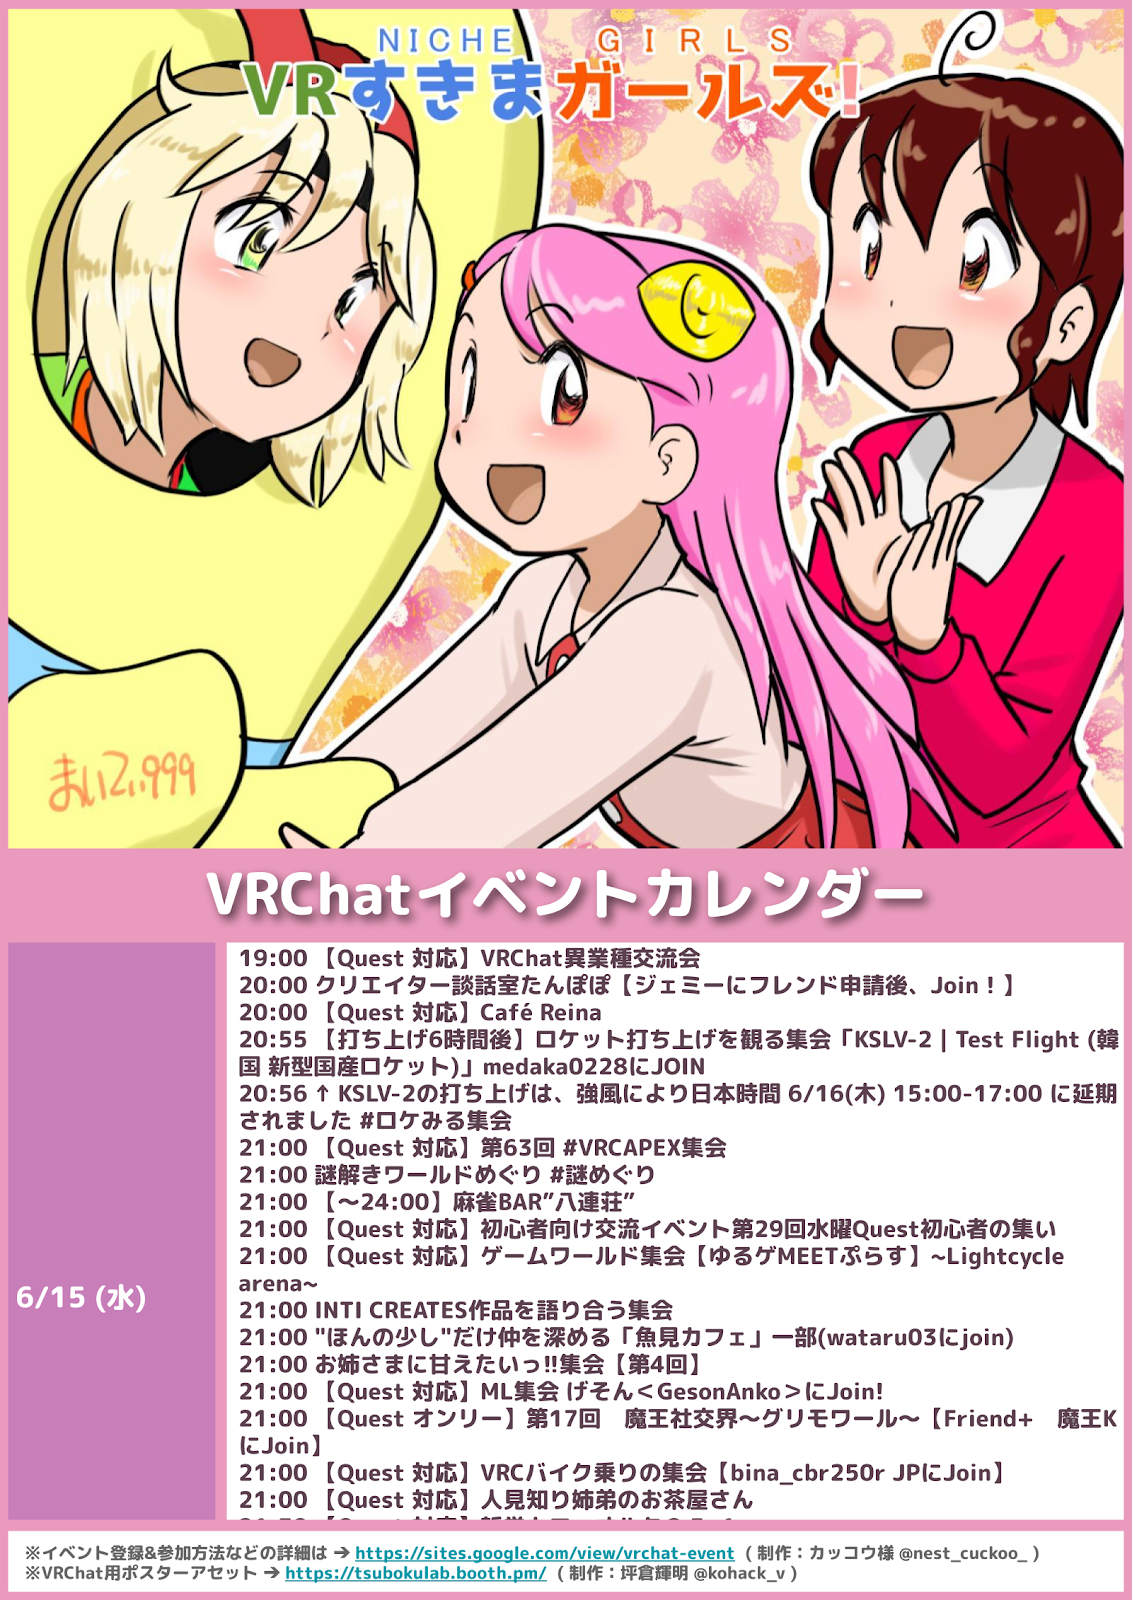 NICHE GIRLS
VRすきまガールズ!
まいてぃ999
VRChatイベントカレンダー
6/15 (水)
19:00 【Quest 対応】VRChat異業種交流会
20:00 クリエイター談話室たんぽぽ【ジェミーにフレンド申請後、Join！】
20:00 【Quest 対応】Café Reina
20:55 【打ち上げ6時間後】ロケット打ち上げを観る集会「KSLV-2 | Test Flight (韓
国 新型国産ロケット)」medaka0228にJOIN
20:56 ↑ KSLV-2の打ち上げは、強風により日本時間 6/16(木) 15:00-17:00 に延期
されました #ロケみる集会
21:00 【Quest 対応】第63回 #VRCAPEX集会
21:00 謎解きワールドめぐり #謎めぐり
21:00 【～24:00】麻雀BAR”八連荘”
21:00 【Quest 対応】初心者向け交流イベント第29回水曜Quest初心者の集い
21:00 【Quest 対応】ゲームワールド集会【ゆるゲMEETぷらす】~Lightcycle
arena~
21:00 INTI CREATES作品を語り合う集会
21:00 "ほんの少し"だけ仲を深める「魚見カフェ」一部(wataru03にjoin)
21:00 お姉さまに甘えたいっ!!集会【第4回】
21:00 【Quest 対応】ML集会 げそん＜GesonAnko＞にJoin!
21:00 【Quest オンリー】第17回　魔王社交界～グリモワール～【Friend+　魔王K
にJoin】
21:00 【Quest 対応】VRCバイク乗りの集会【bina_cbr250r JPにJoin】
21:00 【Quest 対応】人見知り姉弟のお茶屋さん
※イベント登録&参加方法などの詳細は → https://sites.google.com/view/vrchat-event ( 制作：カッコウ様 @nest_cuckoo_ )
※VRChat用ポスターアセット → https://tsubokulab.booth.pm/ ( 制作：坪倉輝明 @kohack_v )